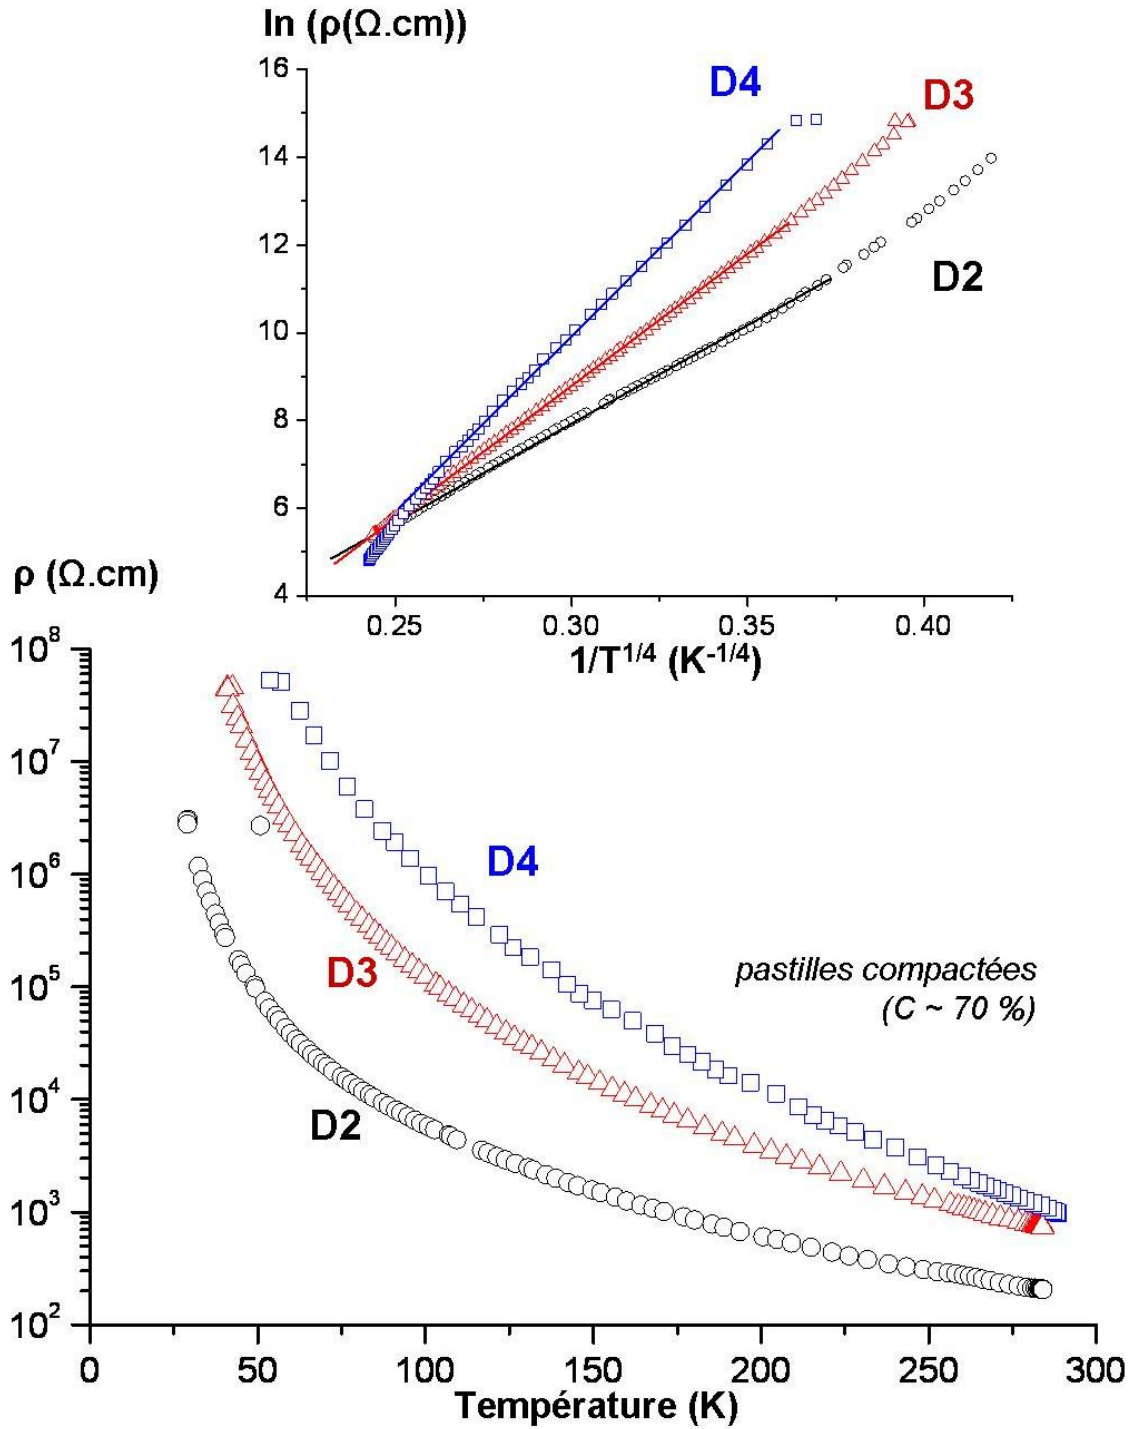 ln (ρ(Ω.cm))
16
14
12
10
8
6
4
D4
D3
D2
0.25 0.30 0.35 0.40
1/T^1/4 (K^-1/4)
ρ (Ω.cm)
10^8
10^7
10^6
10^5
10^4
10^3
10^2
D4
D3
D2
pastilles compactées
(C ~ 70 %)
0 50 100 150 200 250 300
Température (K)